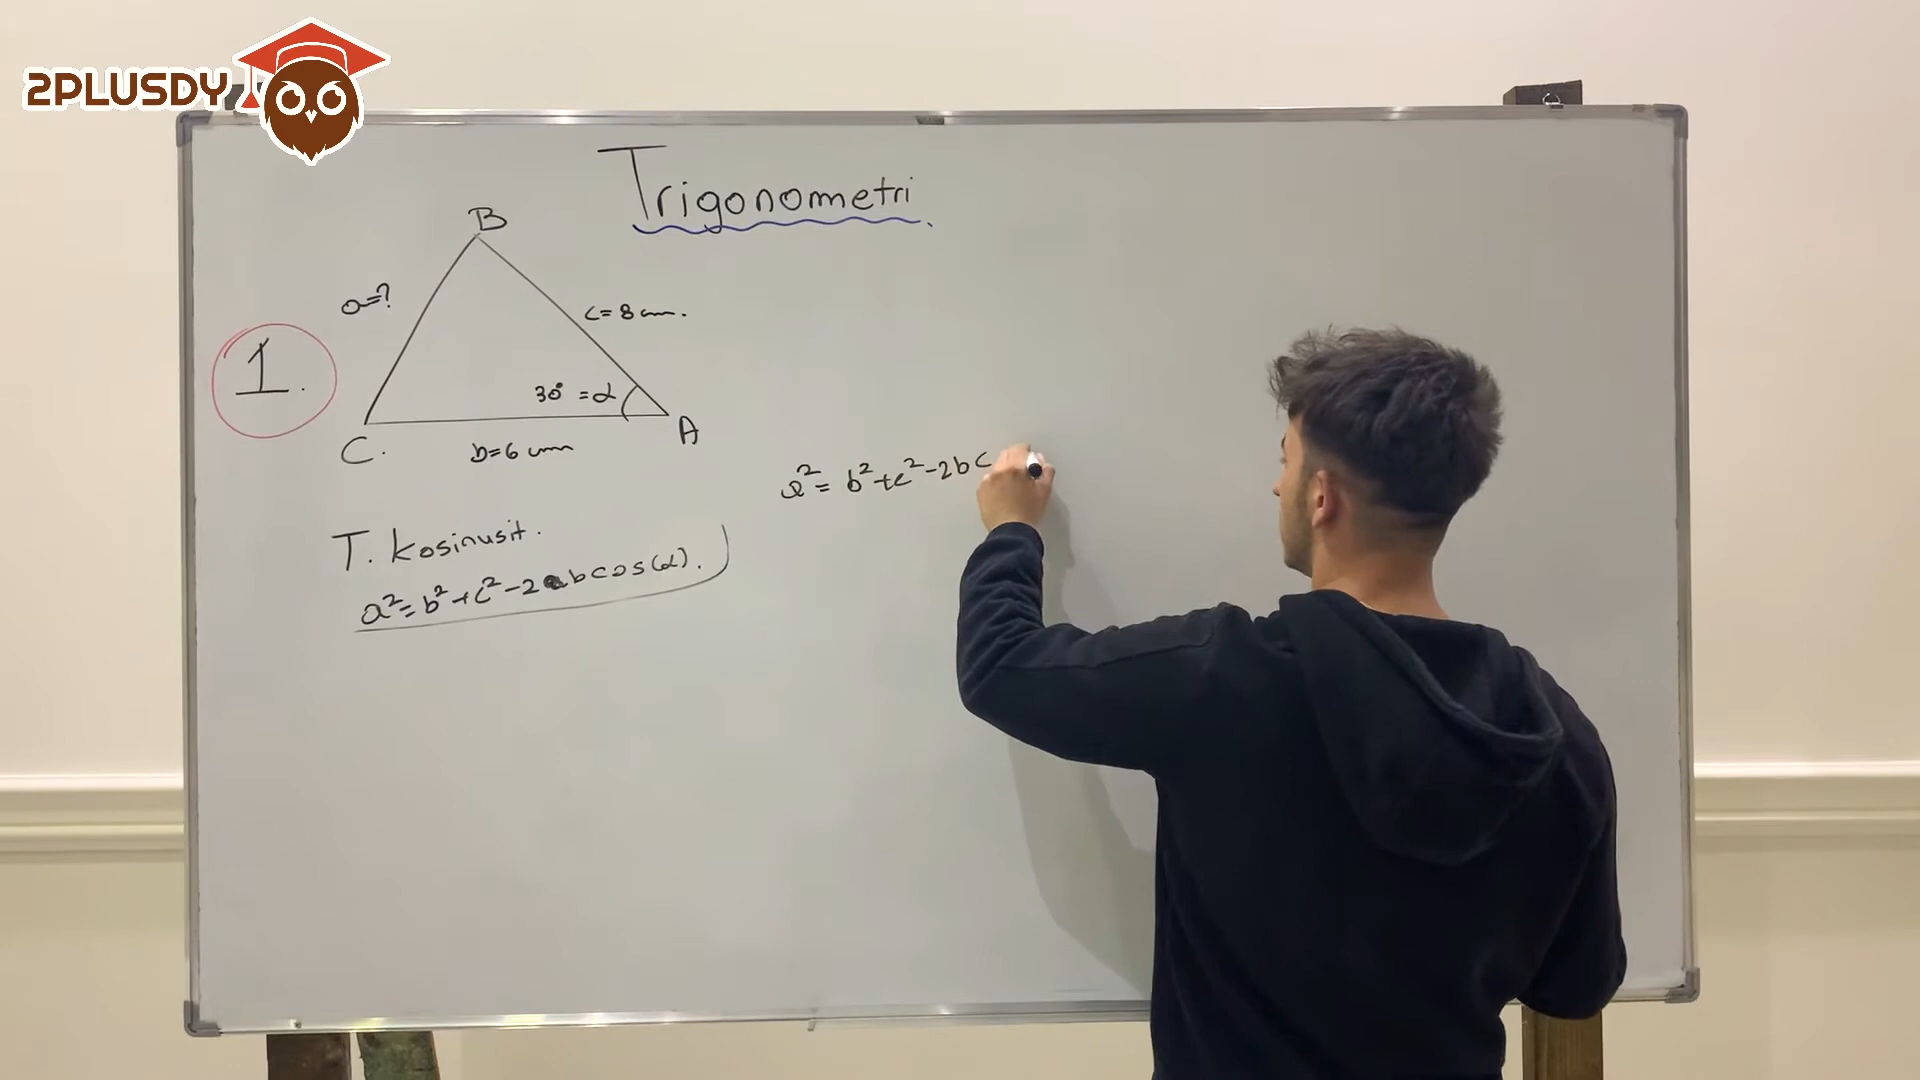 2PLUSDY
Trigonometri
B
a=?
c=8 cm.
1.
30° =α
C.
A
b=6 cm
a²= b²+c²-2bc
T. kosinusit.
a²=b²+c²-2abcos(α).